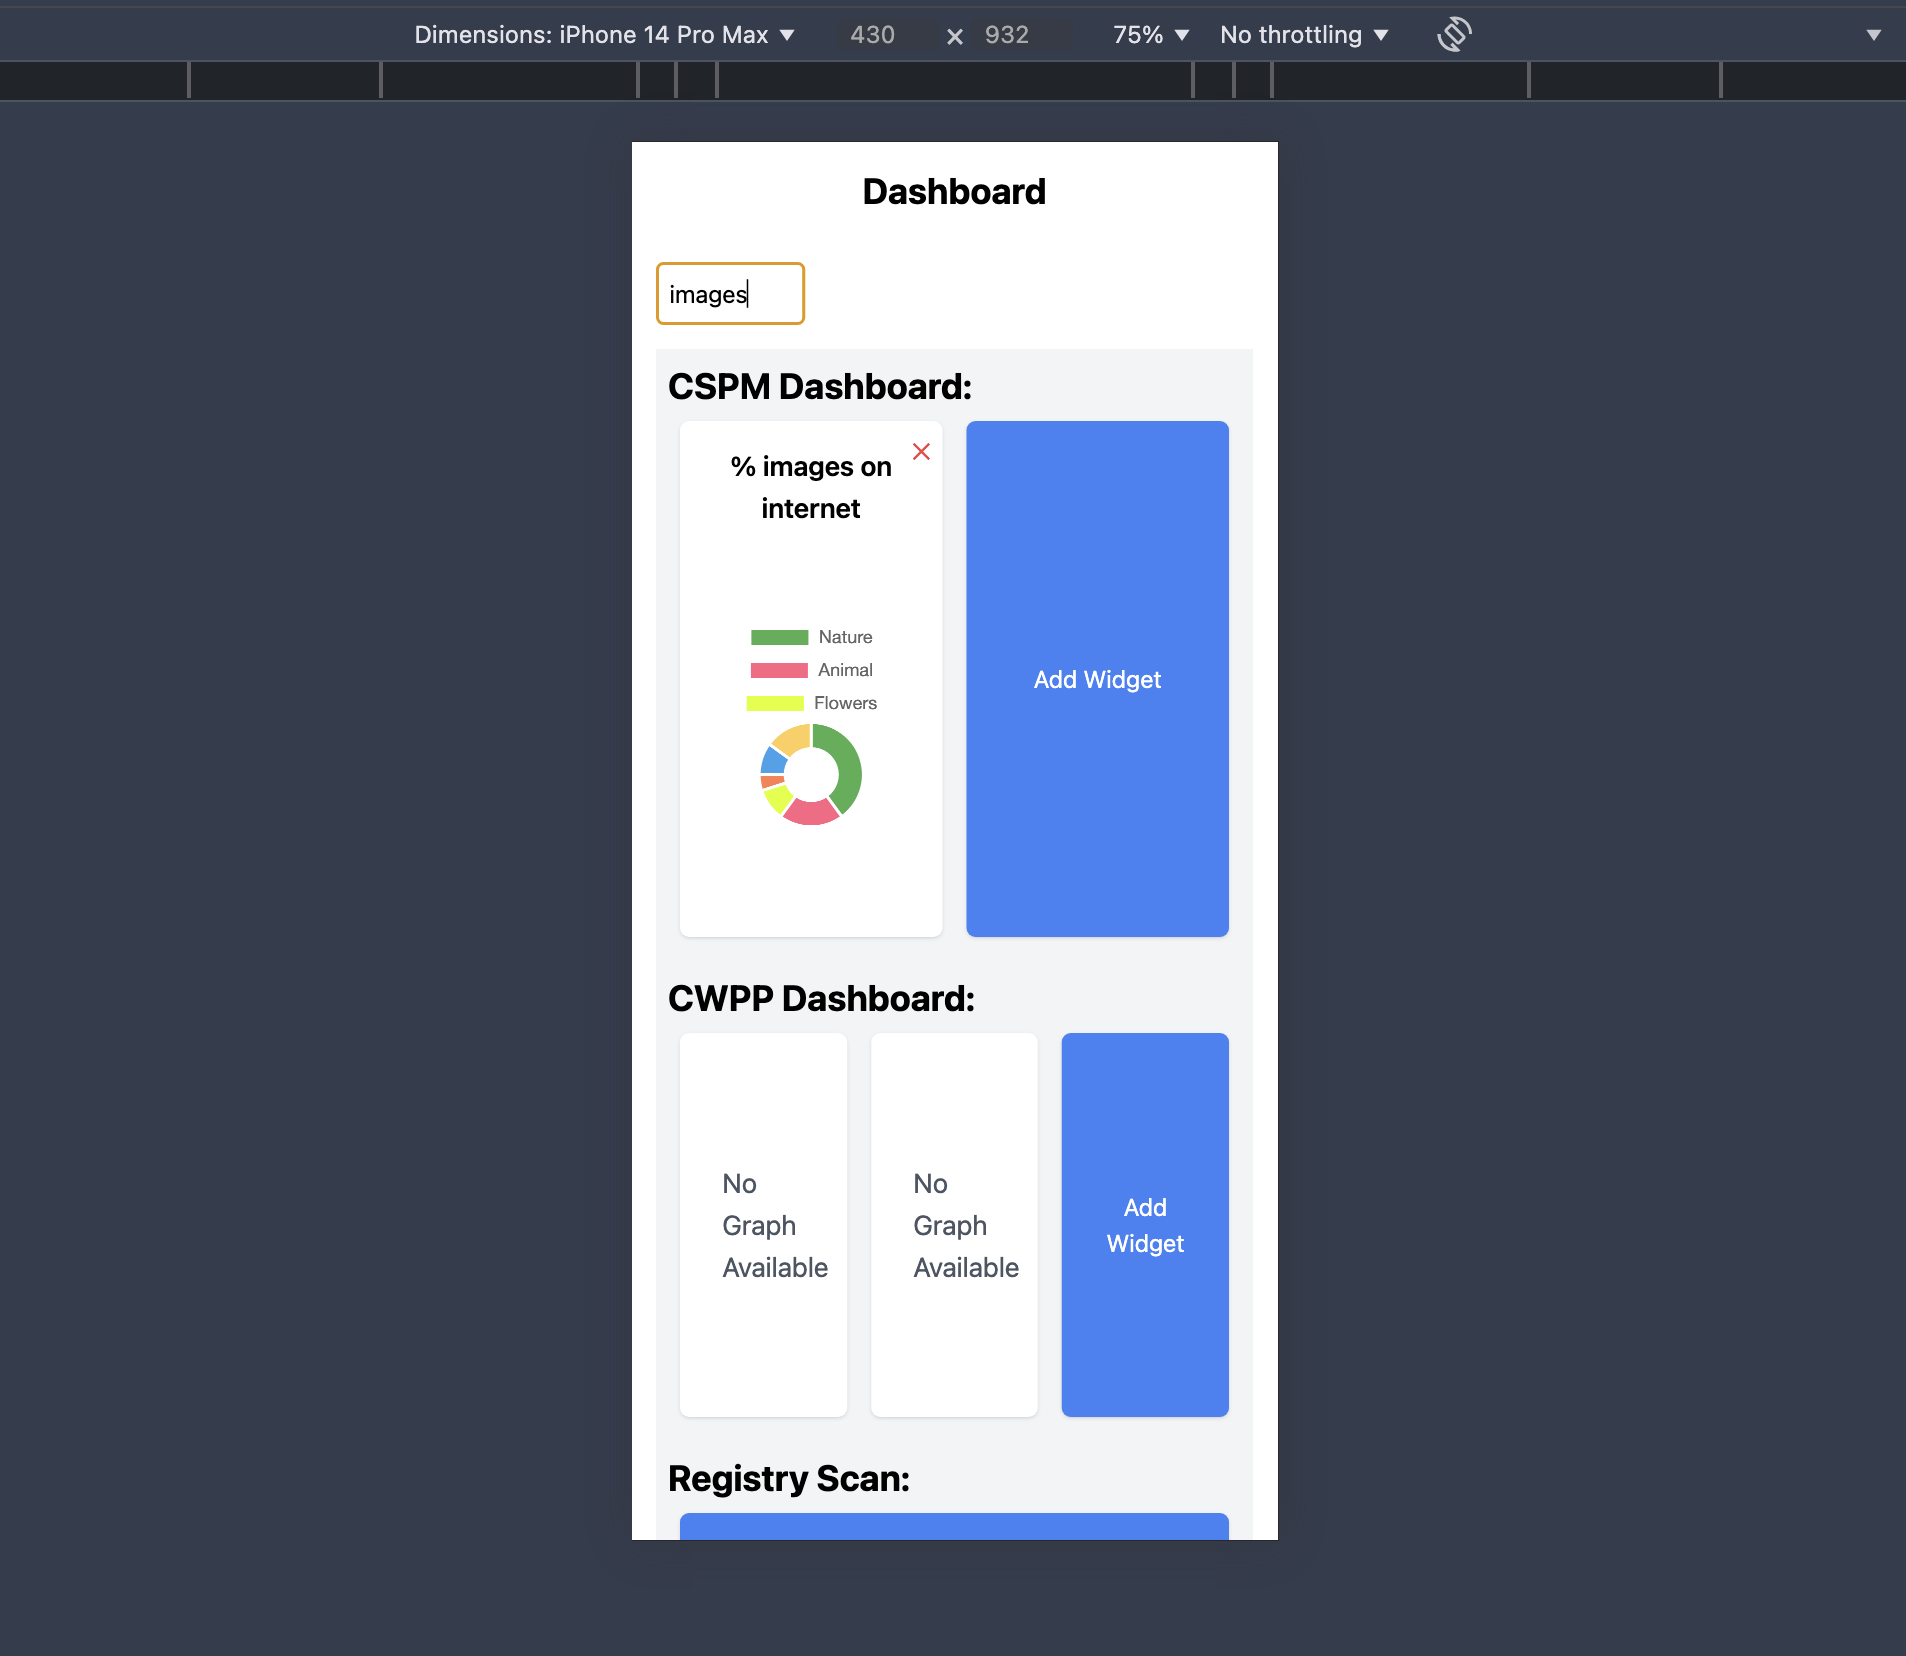 Dimensions: iPhone 14 Pro Max 430 × 932 75% No throttling
Dashboard
images
CSPM Dashboard:
% images on
internet
Nature
Animal
Flowers
Add Widget
CWPP Dashboard:
No
Graph
Available
No
Graph
Available
Add
Widget
Registry Scan: